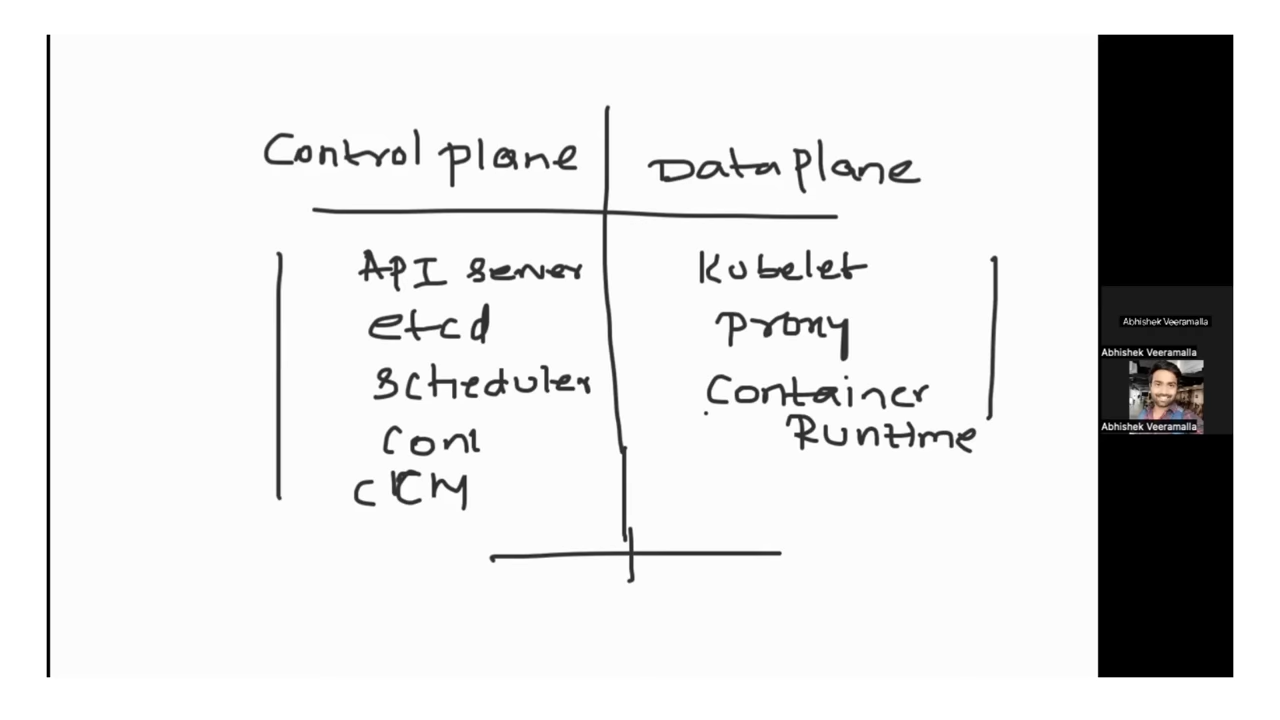 Control plane
Data plane
API server
etcd
scheduler
cont
CCM
Kubelet
proxy
Container
Runtime
Abhishek Veeramalla
Abhishek Veeramalla
Abhishek Veeramalla